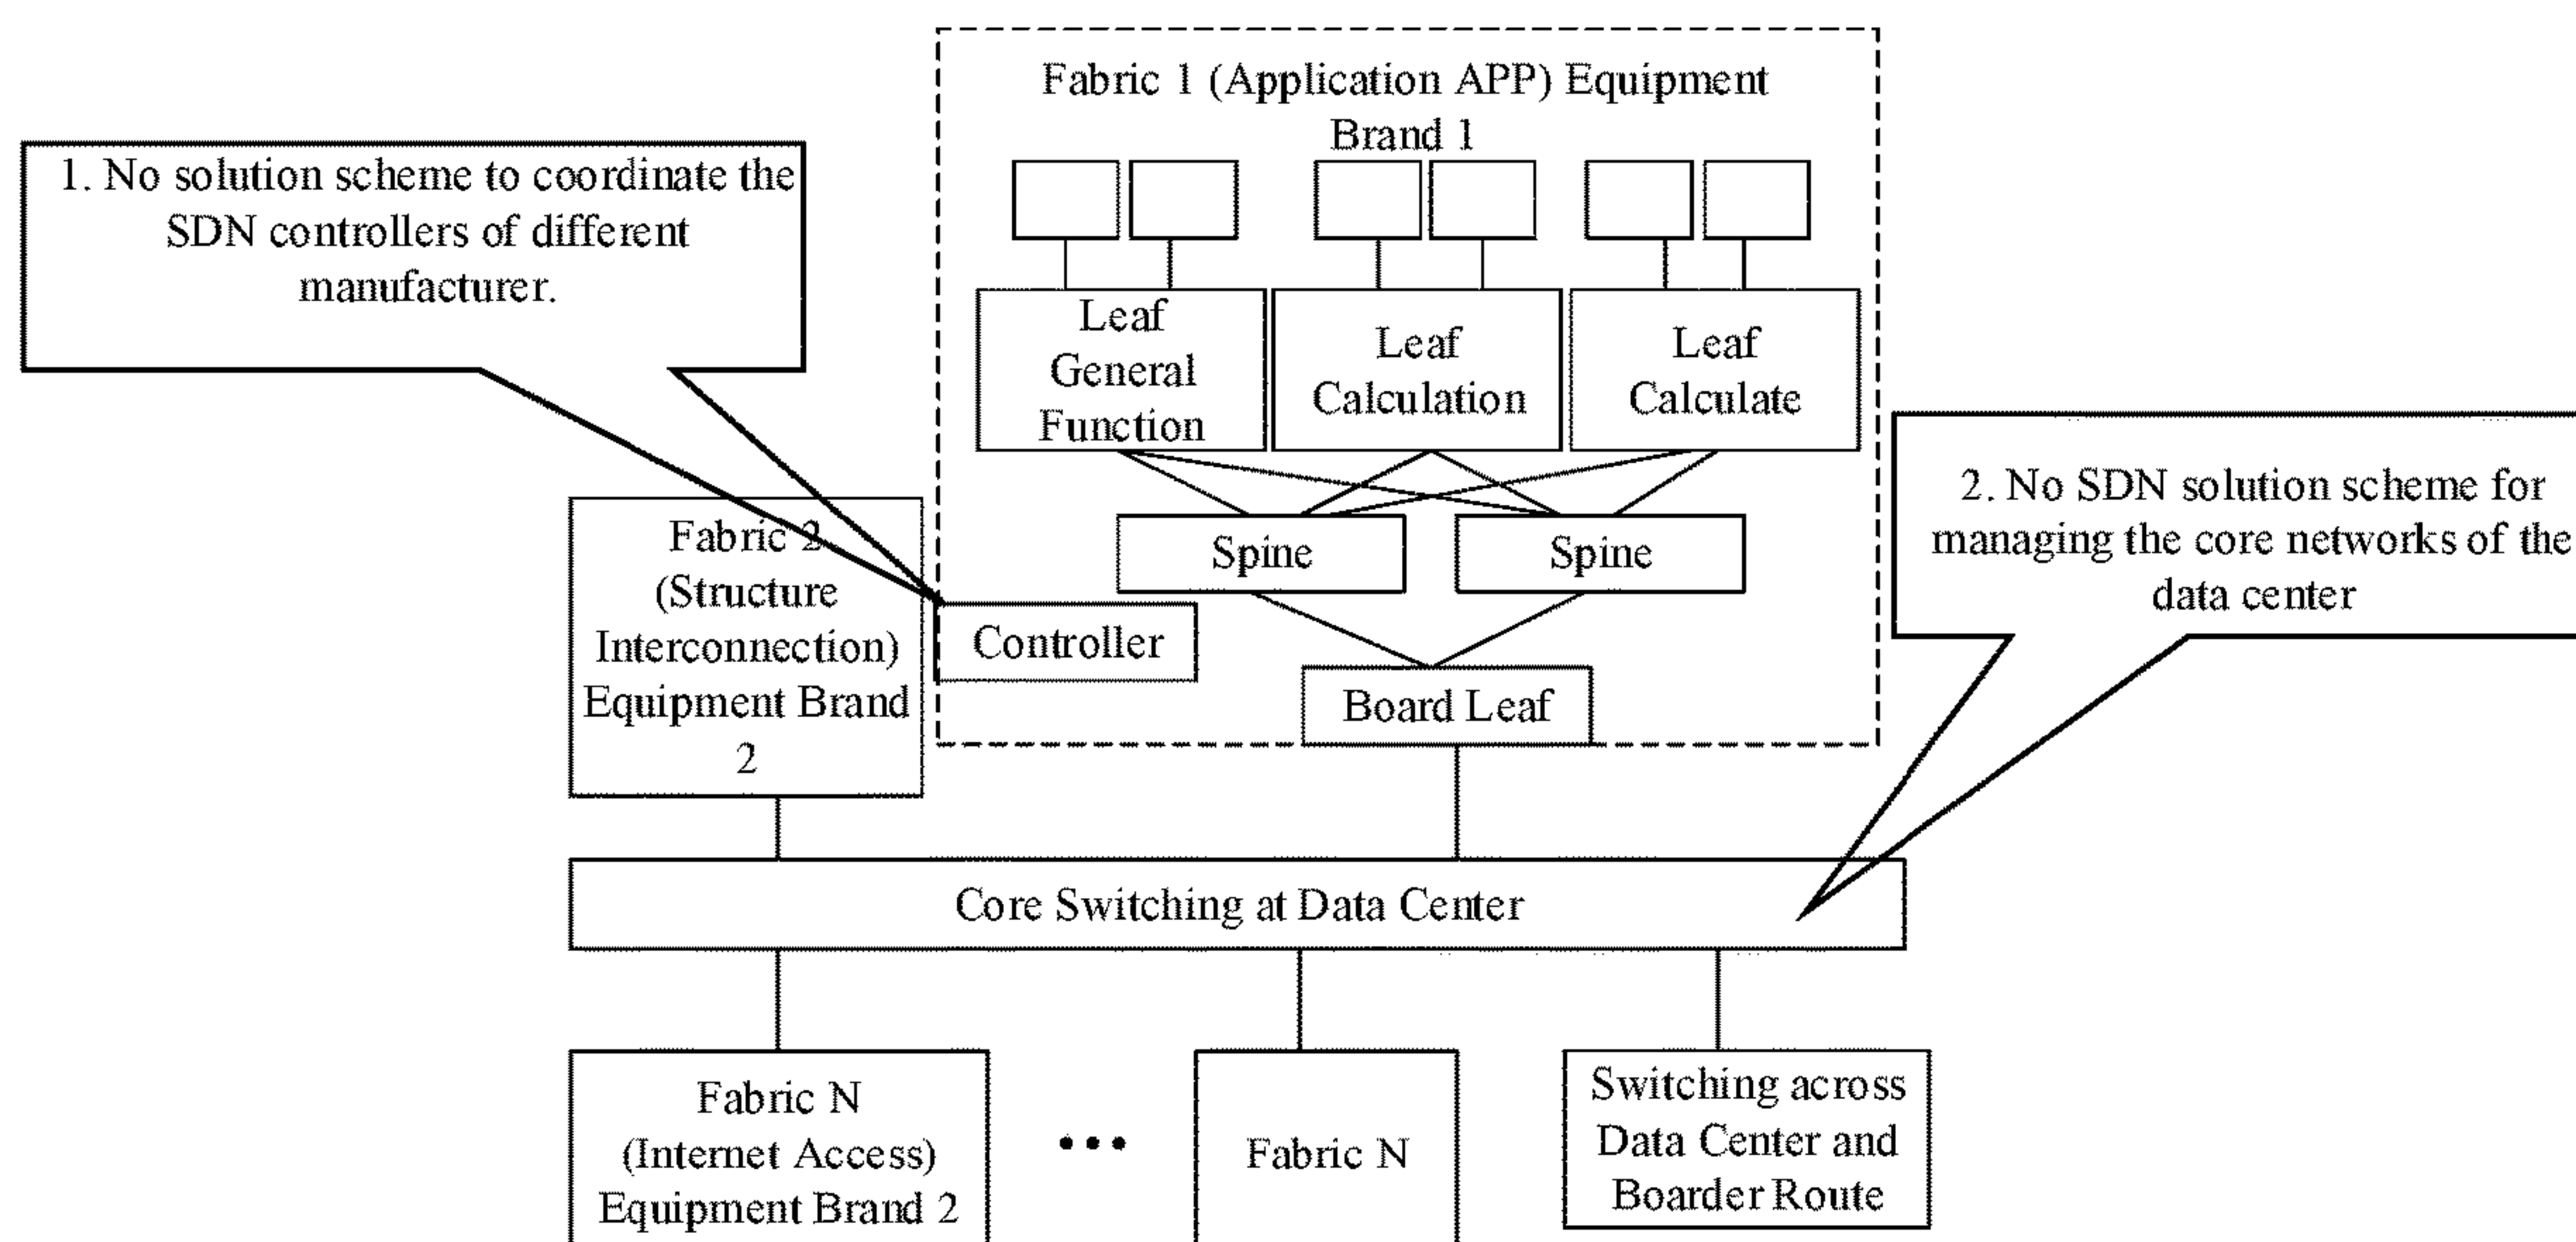 Fabric 1 (Application APP) Equipment
Brand 1
1. No solution scheme to coordinate the
SDN controllers of different
manufacturer.
Leaf
General
Function
Leaf
Calculation
Leaf
Calculate
2. No SDN solution scheme for
managing the core networks of the
data center
Fabric 2
(Structure
Interconnection)
Equipment Brand
2
Spine
Spine
Controller
Board Leaf
Core Switching at Data Center
Fabric N
(Internet Access)
Equipment Brand 2
•••
Fabric N
Switching across
Data Center and
Boarder Route